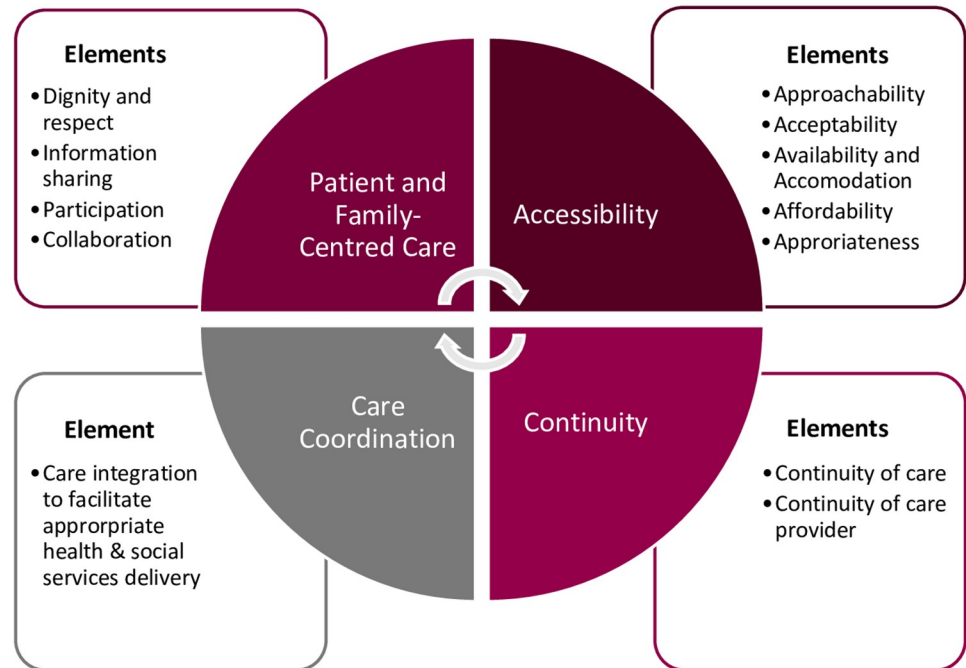 Elements
•Dignity and
respect
•Information
sharing
•Participation
•Collaboration
Patient and
Family-
Centred Care
Accessibility
Elements
•Approachability
•Acceptability
•Availability and
Accomodation
•Affordability
•Approriateness
Element
•Care integration
to facilitate
approrpriate
health & social
services delivery
Care
Coordination
Continuity
Elements
•Continuity of care
•Continuity of care
provider